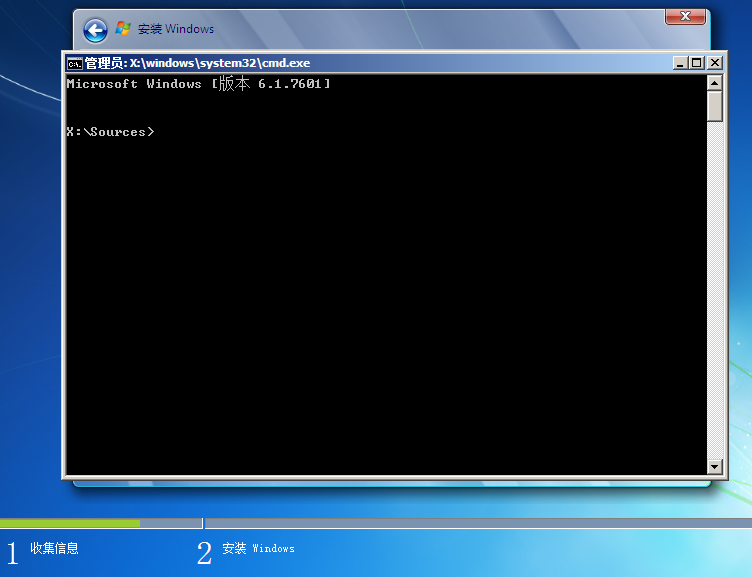 安装 Windows
管理员: X:\windows\system32\cmd.exe
Microsoft Windows [版本 6.1.7601]
X:\Sources>
1 收集信息
2 安装 Windows